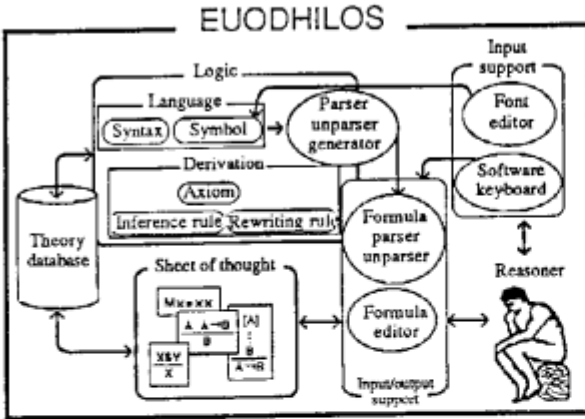 EUODHILOS
Logic
Language
Syntax
Symbol
Parser
unparser
generator
Input
support
Font
editor
Software
keyboard
Derivation
Axiom
Inference rule
Rewriting rule
Theory
database
Formula
parser
unparser
Formula
editor
Input/output
support
Reasoner
Sheet of thought
A A→B
B
[A]
⋮
B
A→B
X&Y
X